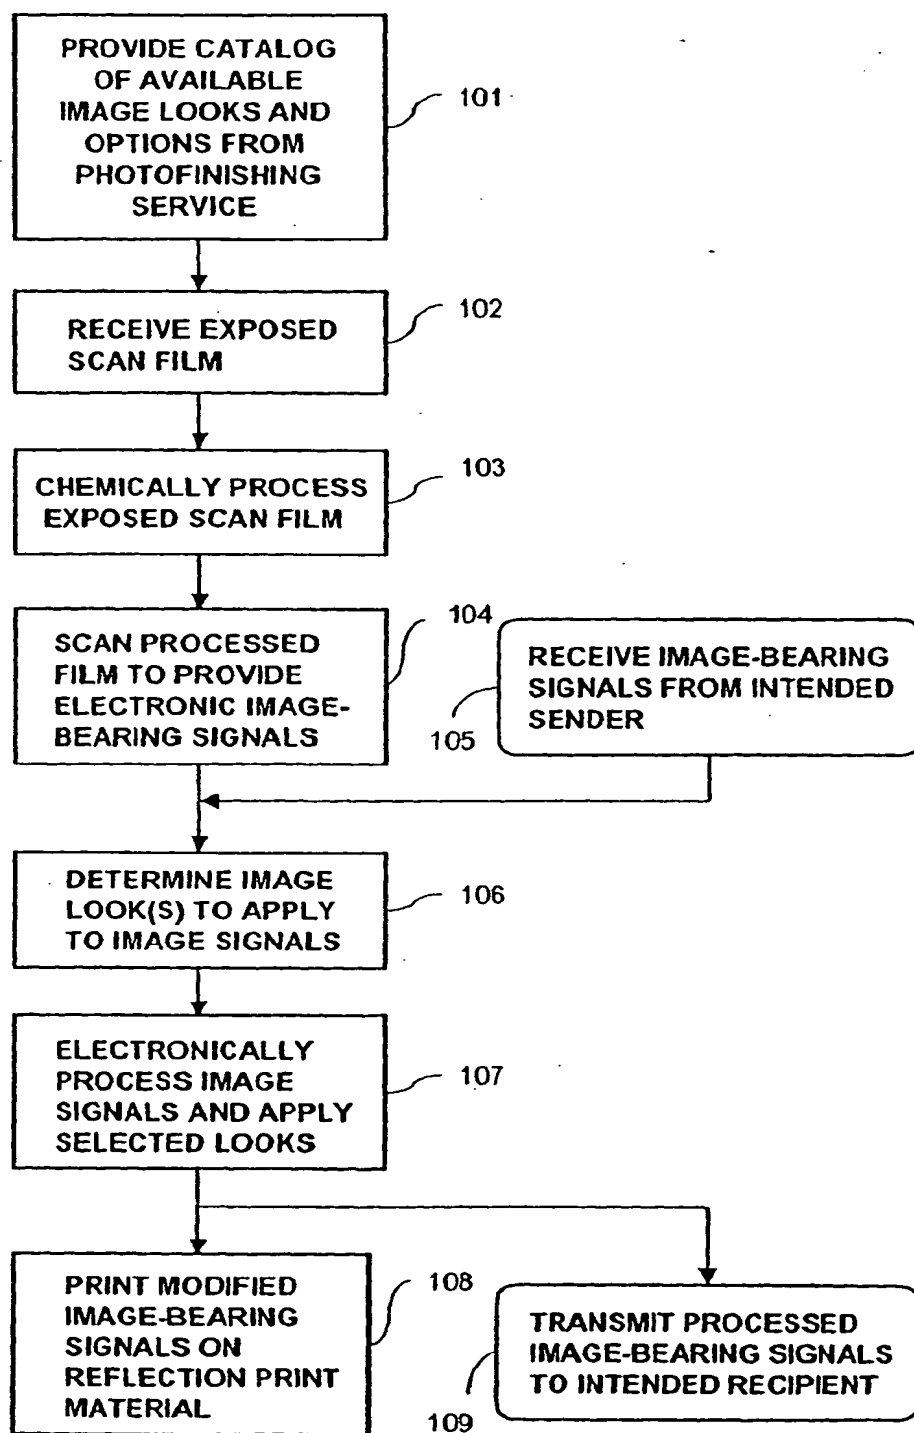 PROVIDE CATALOG
OF AVAILABLE
IMAGE LOOKS AND
OPTIONS FROM
PHOTOFINISHING
SERVICE
101
RECEIVE EXPOSED
SCAN FILM
102
CHEMICALLY PROCESS
EXPOSED SCAN FILM
103
SCAN PROCESSED
FILM TO PROVIDE
ELECTRONIC IMAGE-
BEARING SIGNALS
104
RECEIVE IMAGE-BEARING
SIGNALS FROM INTENDED
SENDER
105
DETERMINE IMAGE
LOOK(S) TO APPLY
TO IMAGE SIGNALS
106
ELECTRONICALLY
PROCESS IMAGE
SIGNALS AND APPLY
SELECTED LOOKS
107
PRINT MODIFIED
IMAGE-BEARING
SIGNALS ON
REFLECTION PRINT
MATERIAL
108
TRANSMIT PROCESSED
IMAGE-BEARING SIGNALS
TO INTENDED RECIPIENT
109